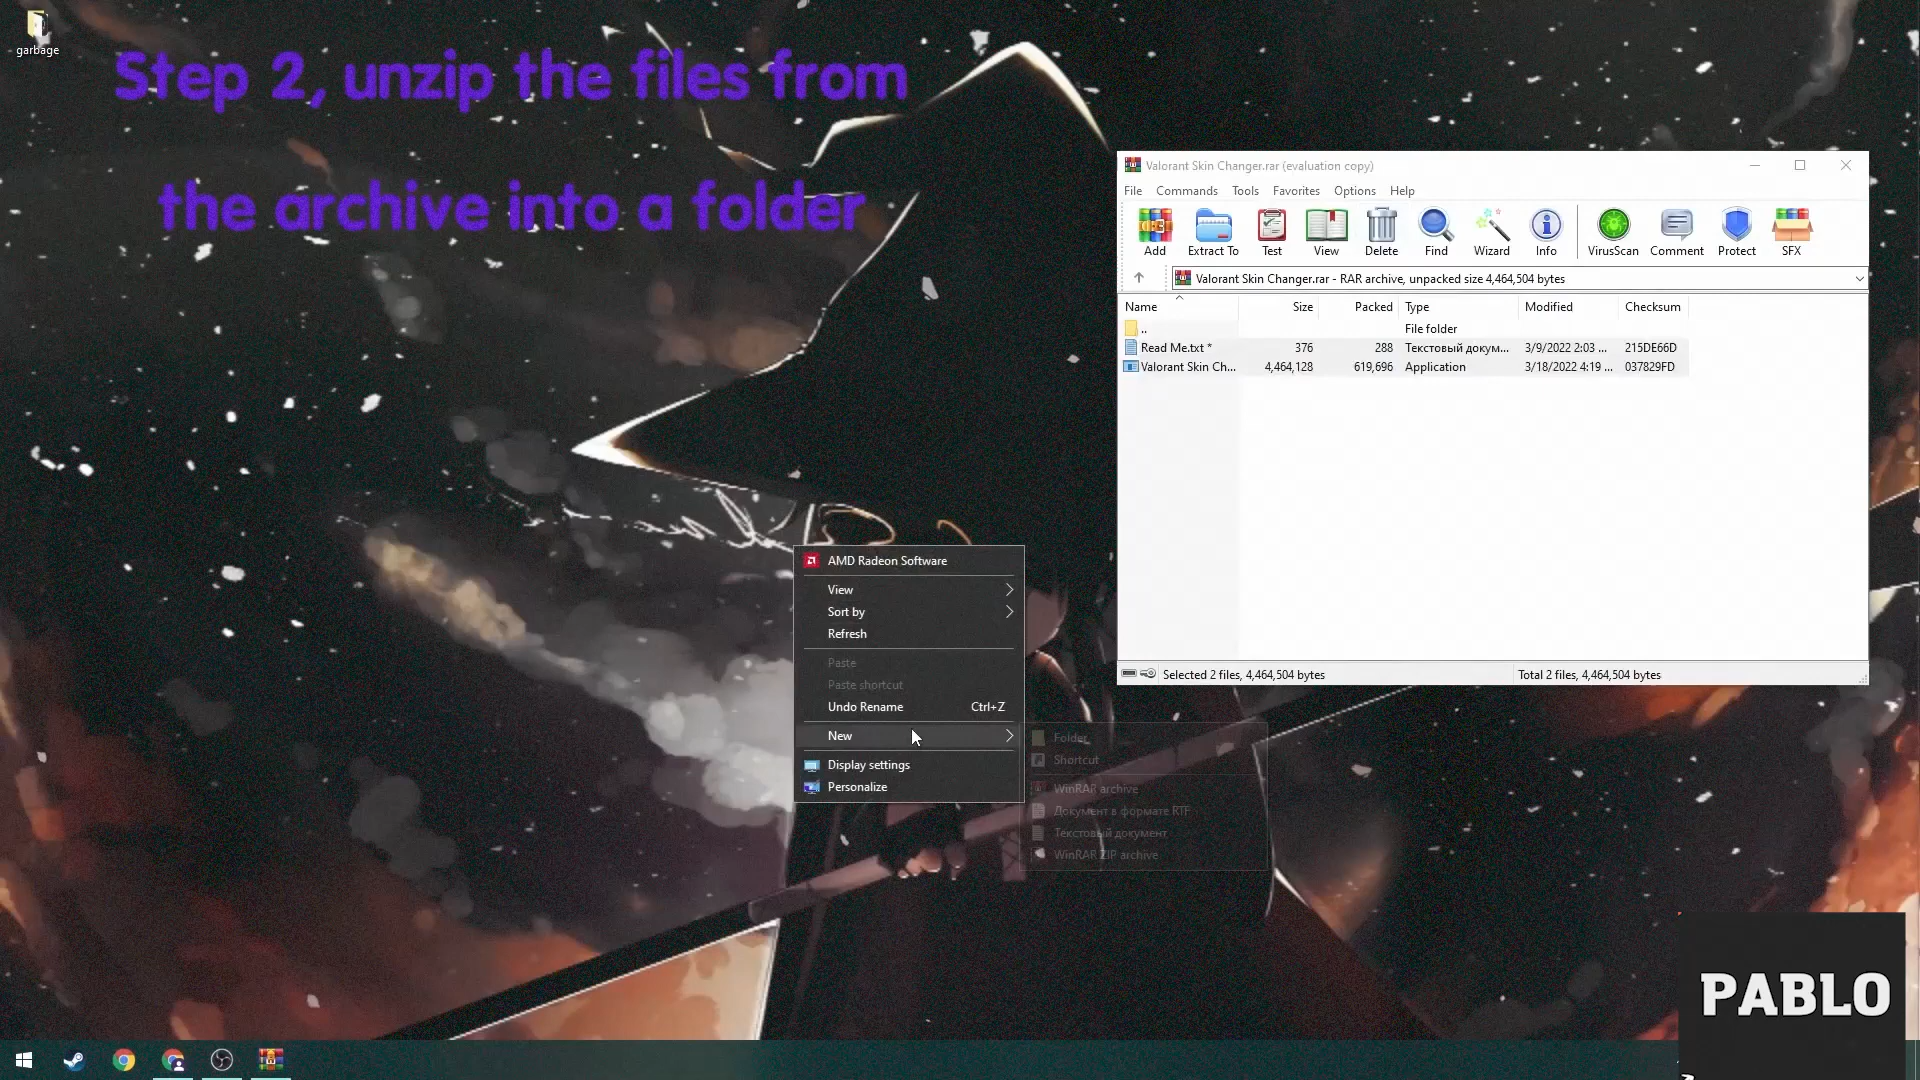 garbage
Step 2, unzip the files from
the archive into a folder
Valorant Skin Changer.rar (evaluation copy)
File Commands Tools Favorites Options Help
Add Extract To Test View Delete Find Wizard Info VirusScan Comment Protect SFX
Valorant Skin Changer.rar - RAR archive, unpacked size 4,464,504 bytes
Name Size Packed Type Modified Checksum
.. File folder
Read Me.txt * 376 288 Текстовый докум... 3/9/2022 2:03 ... 215DE66D
Valorant Skin Ch... 4,464,128 619,696 Application 3/18/2022 4:19 ... 037829FD
Selected 2 files, 4,464,504 bytes Total 2 files, 4,464,504 bytes
AMD Radeon Software
View
Sort by
Refresh
Paste
Paste shortcut
Undo Rename Ctrl+Z
New
Display settings
Personalize
Folder
Shortcut
WinRAR archive
Документ в формате RTF
Текстовый документ
WinRAR ZIP archive
PABLO